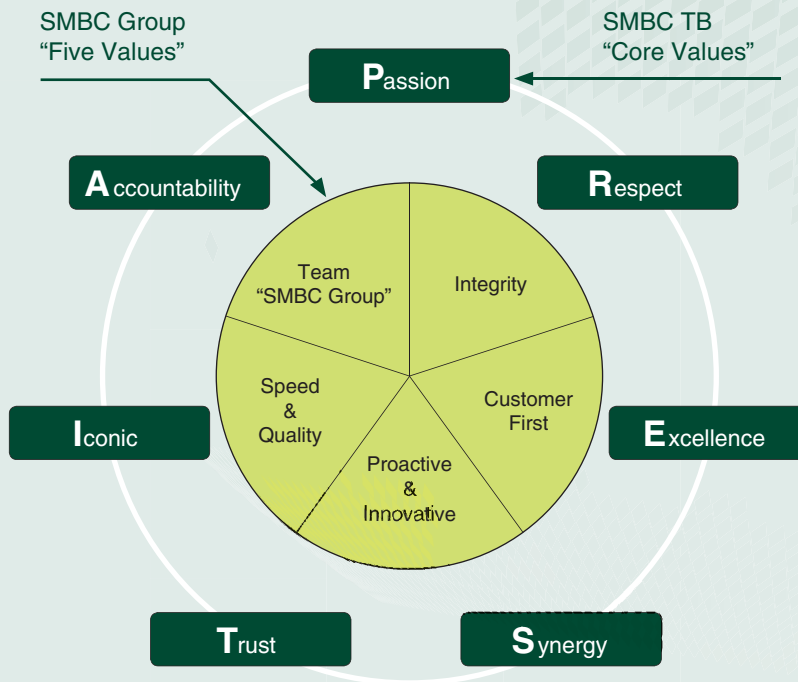 SMBC Group
“Five Values”
SMBC TB
“Core Values”
Passion
Accountability
Respect
Team
“SMBC Group”
Integrity
Speed
&
Quality
Customer
First
Iconic
Excellence
Proactive
&
Innovative
Trust
Synergy